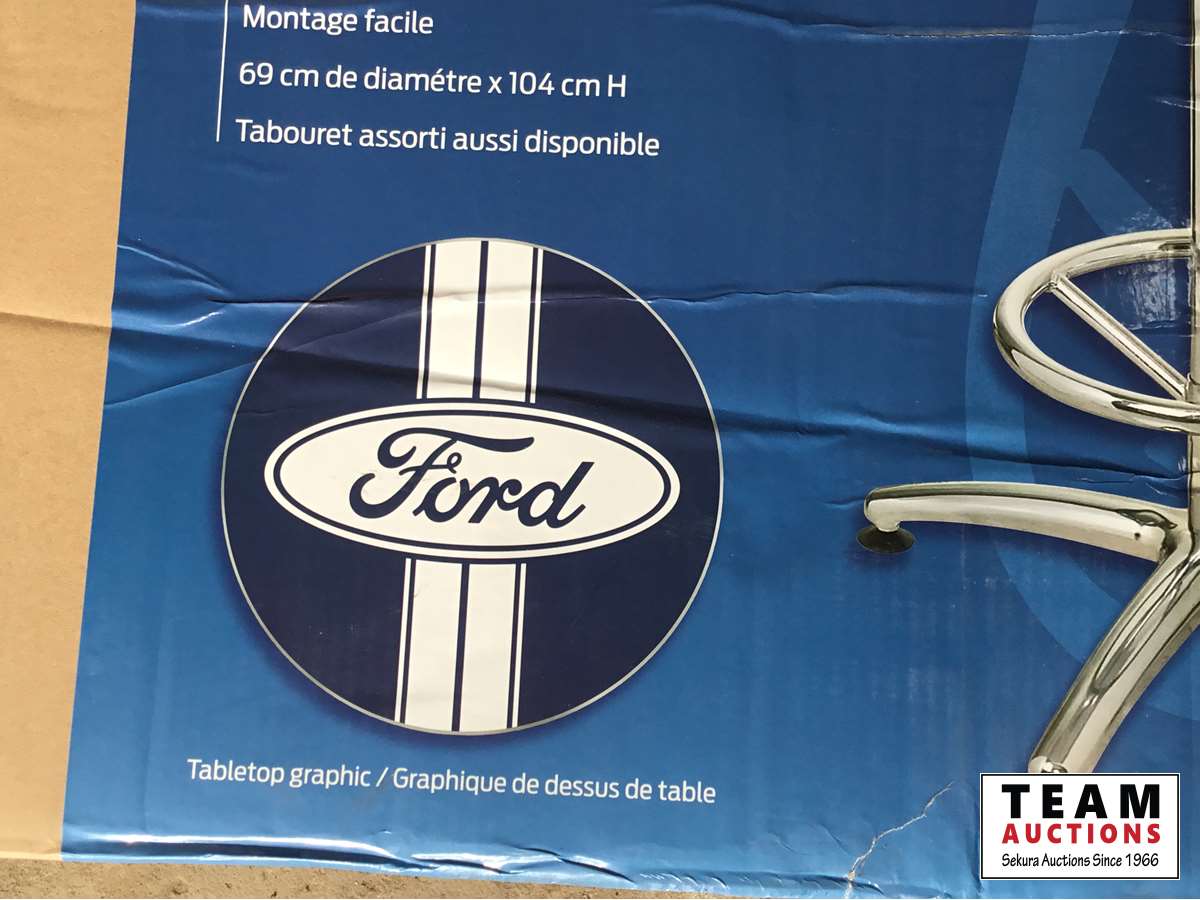 Montage facile
69 cm de diamétre x 104 cm H
Tabouret assorti aussi disponible
Ford
Tabletop graphic / Graphique de dessus de table
TEAM
AUCTIONS
Sekura Auctions Since 1966